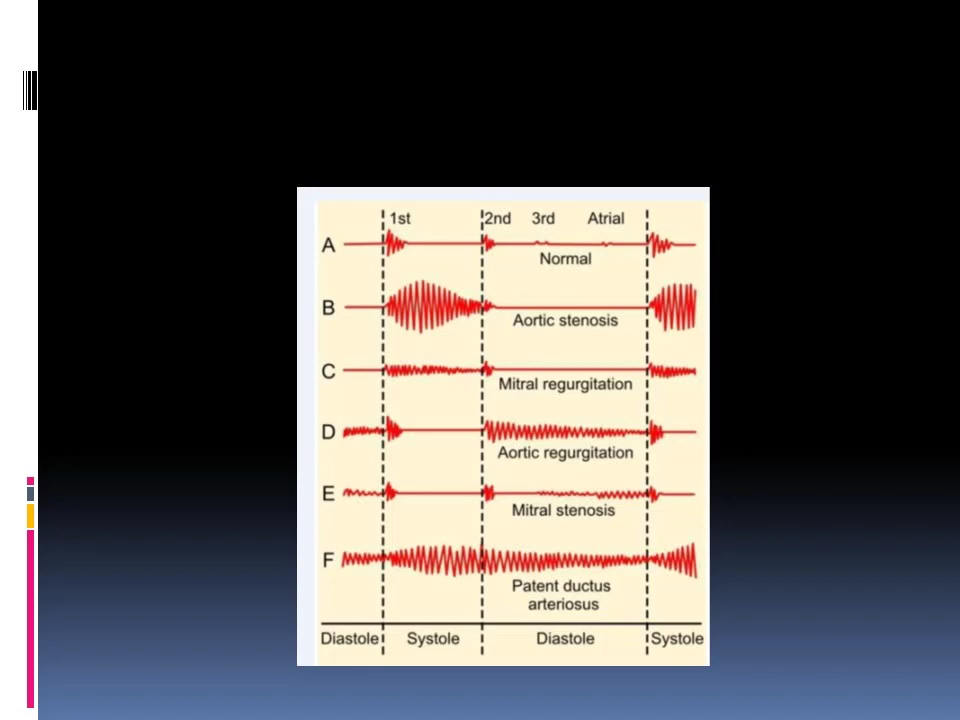 1st 2nd 3rd Atrial
A
Normal
B
Aortic stenosis
C
Mitral regurgitation
D
Aortic regurgitation
E
Mitral stenosis
F
Patent ductus
arteriosus
Diastole Systole Diastole Systole